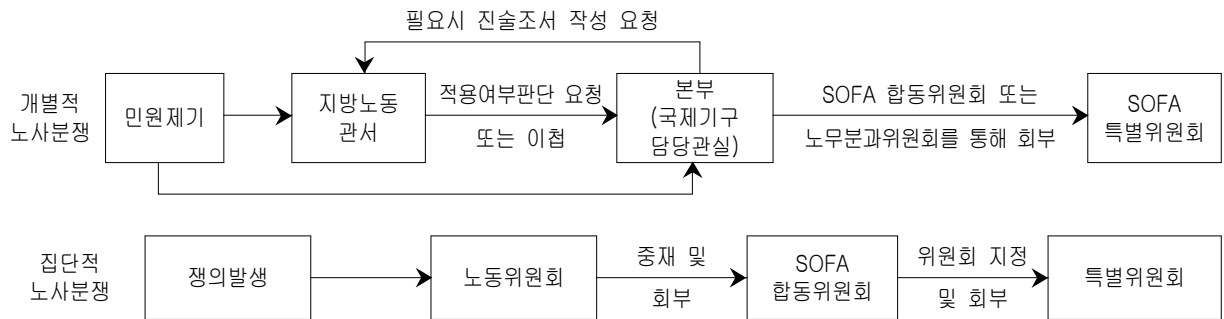 필요시 진술조서 작성 요청
개별적
노사분쟁
민원제기
지방노동
관서
적용여부판단 요청
또는 이첩
본부
(국제기구
담당관실)
SOFA 합동위원회 또는
노무분과위원회를 통해 회부
SOFA
특별위원회
집단적
노사분쟁
쟁의발생
노동위원회
중재 및
회부
SOFA
합동위원회
위원회 지정
및 회부
특별위원회